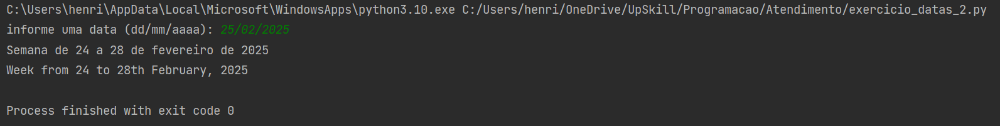 C:\Users\henri\AppData\Local\Microsoft\WindowsApps\python3.10.exe C:/Users/henri/OneDrive/UpSkill/Programacao/Atendimento/exercicio_datas_2.py
informe uma data (dd/mm/aaaa): 25/02/2025
Semana de 24 a 28 de fevereiro de 2025
Week from 24 to 28th February, 2025
Process finished with exit code 0